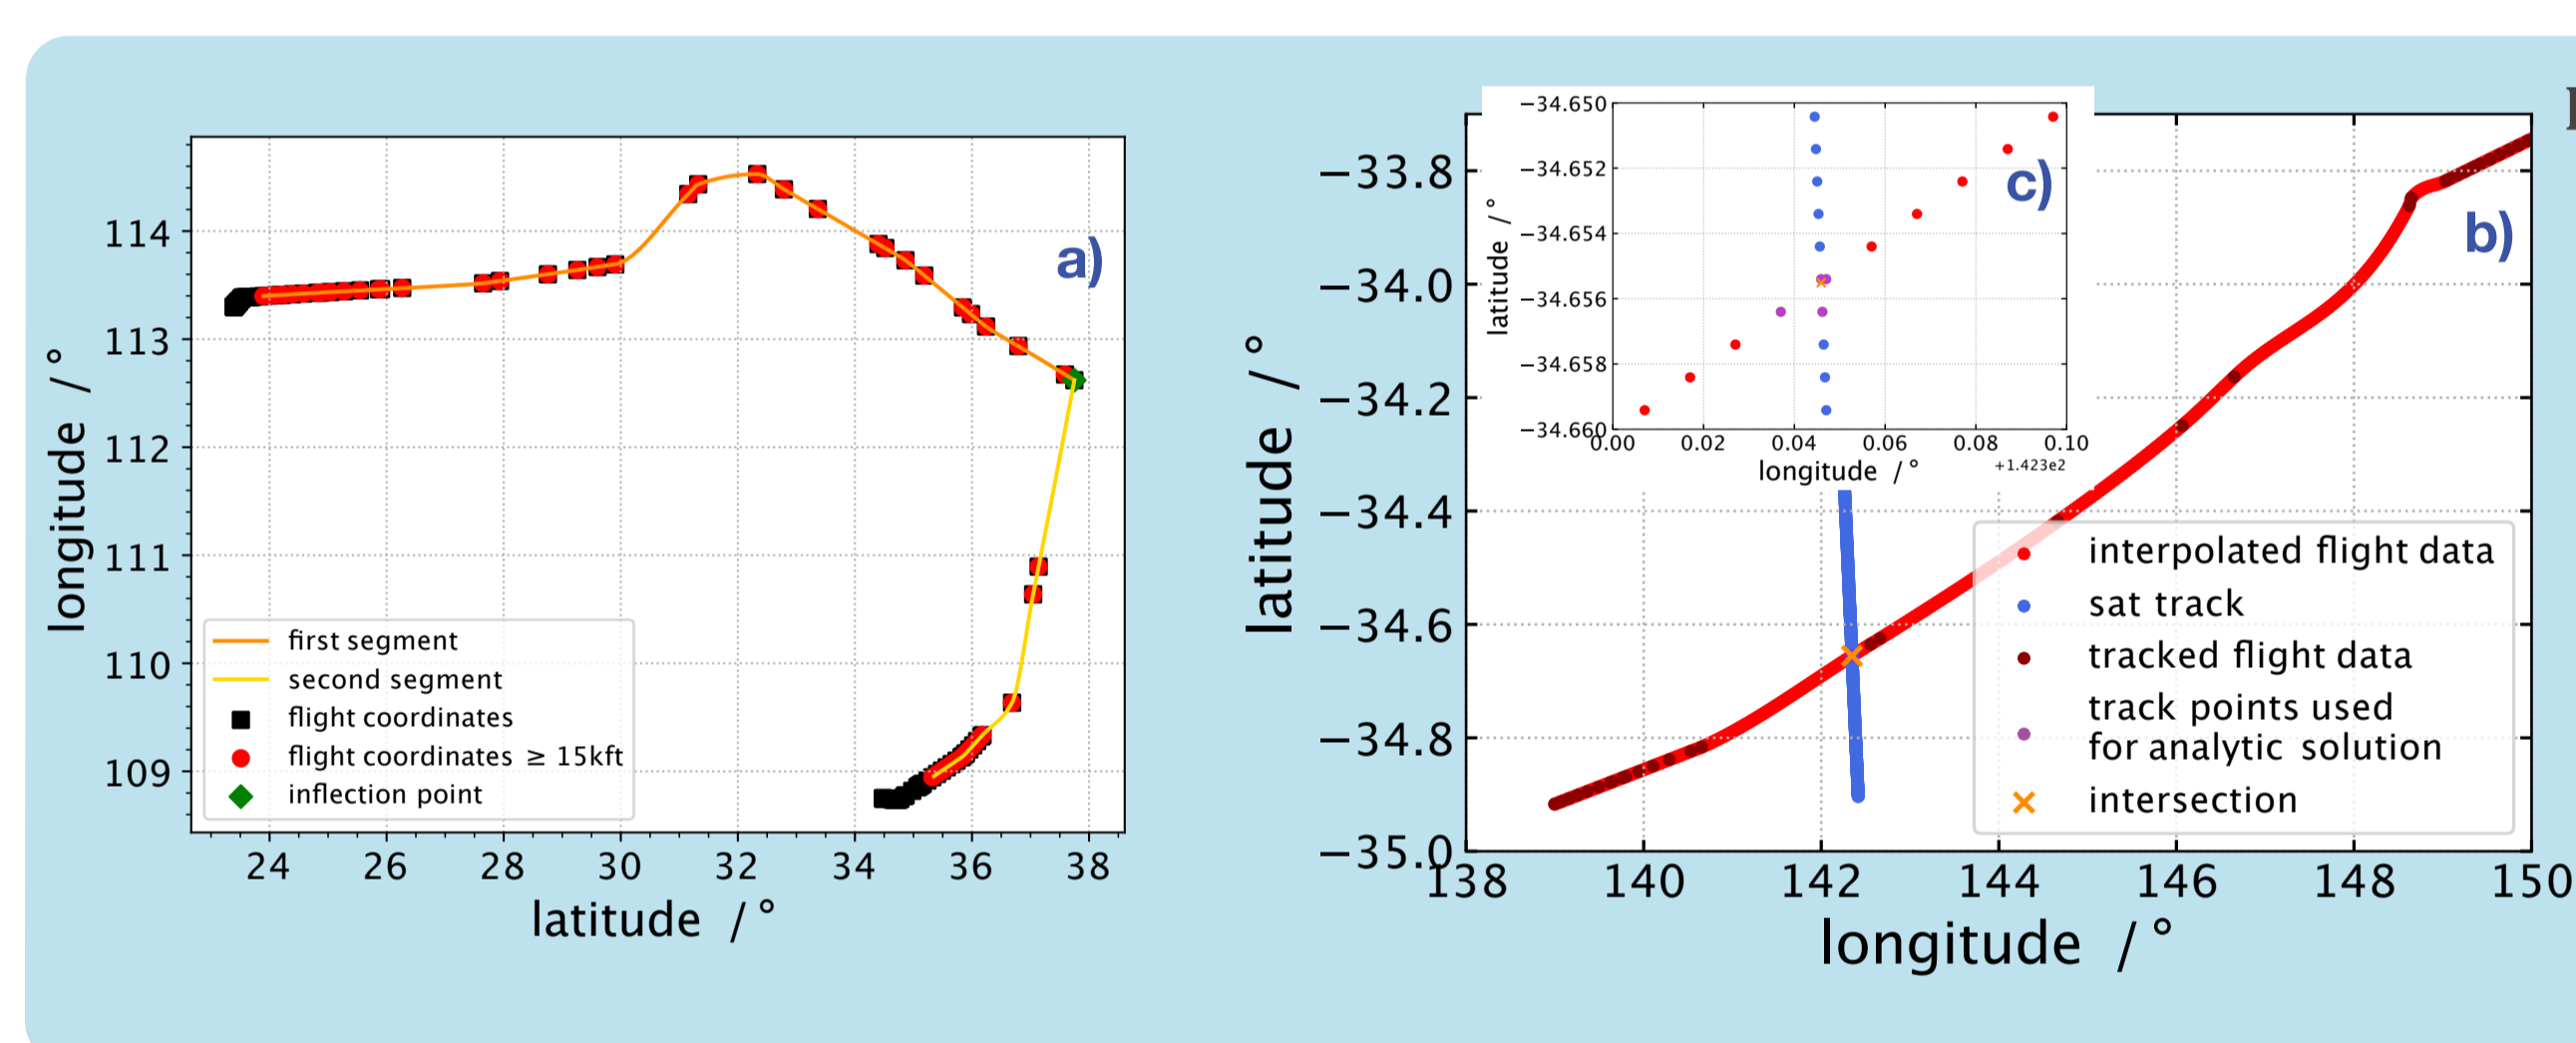 a)
114
113
112
111
110
109
longitude / °
first segment
second segment
flight coordinates
flight coordinates ≥ 15kft
inflection point
24 26 28 30 32 34 36 38
latitude / °
c)
−34.650
−34.652
−34.654
−34.656
−34.658
−34.660
latitude / °
0.00 0.02 0.04 0.06 0.08 0.10
longitude / °
+1.423e2
b)
−33.8
−34.0
−34.2
−34.4
−34.6
−34.8
−35.0
latitude / °
interpolated flight data
sat track
tracked flight data
track points used
for analytic solution
intersection
138 140 142 144 146 148 150
longitude / °